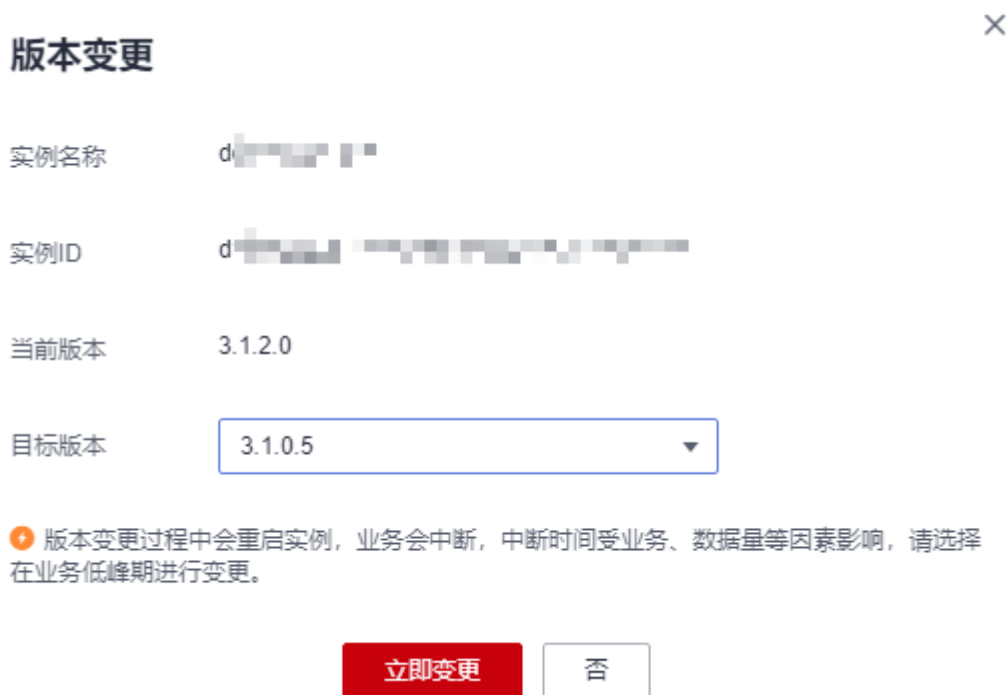 版本变更
实例名称
实例ID
当前版本 3.1.2.0
目标版本 3.1.0.5
版本变更过程中会重启实例，业务会中断，中断时间受业务、数据量等因素影响，请选择
在业务低峰期进行变更。
立即变更 否